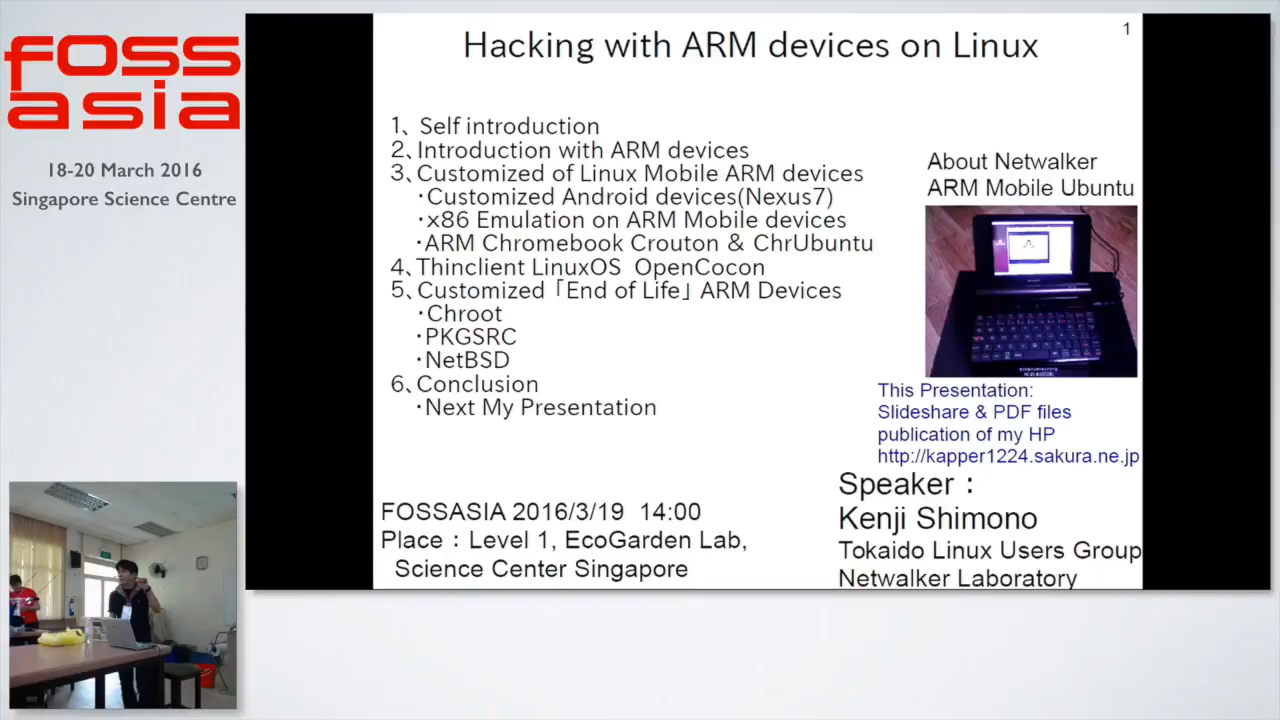 foss
asia
18-20 March 2016
Singapore Science Centre
1
Hacking with ARM devices on Linux
1、Self introduction
2、Introduction with ARM devices
3、Customized of Linux Mobile ARM devices
・Customized Android devices(Nexus7)
・x86 Emulation on ARM Mobile devices
・ARM Chromebook Crouton & ChrUbuntu
4、Thinclient LinuxOS OpenCocon
5、Customized「End of Life」ARM Devices
・Chroot
・PKGSRC
・NetBSD
6、Conclusion
・Next My Presentation
About Netwalker
ARM Mobile Ubuntu
This Presentation:
Slideshare & PDF files
publication of my HP
http://kapper1224.sakura.ne.jp
FOSSASIA 2016/3/19 14:00
Place：Level 1, EcoGarden Lab,
Science Center Singapore
Speaker：
Kenji Shimono
Tokaido Linux Users Group
Netwalker Laboratory